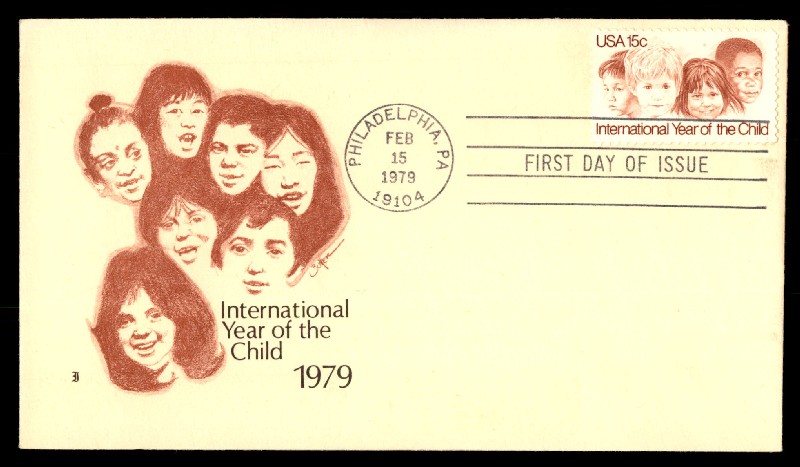 USA 15c
International Year of the Child
PHILADELPHIA, PA
FEB
15
1979
19104
FIRST DAY OF ISSUE
International
Year of the
Child
1979